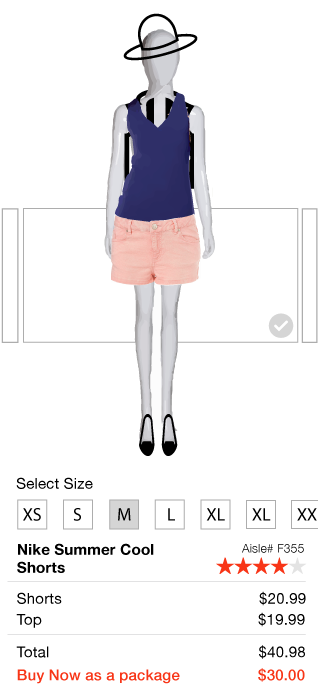 Select Size
XS S M L XL XL XX
Nike Summer Cool Aisle# F355
Shorts
Shorts $20.99
Top $19.99
Total $40.98
Buy Now as a package $30.00